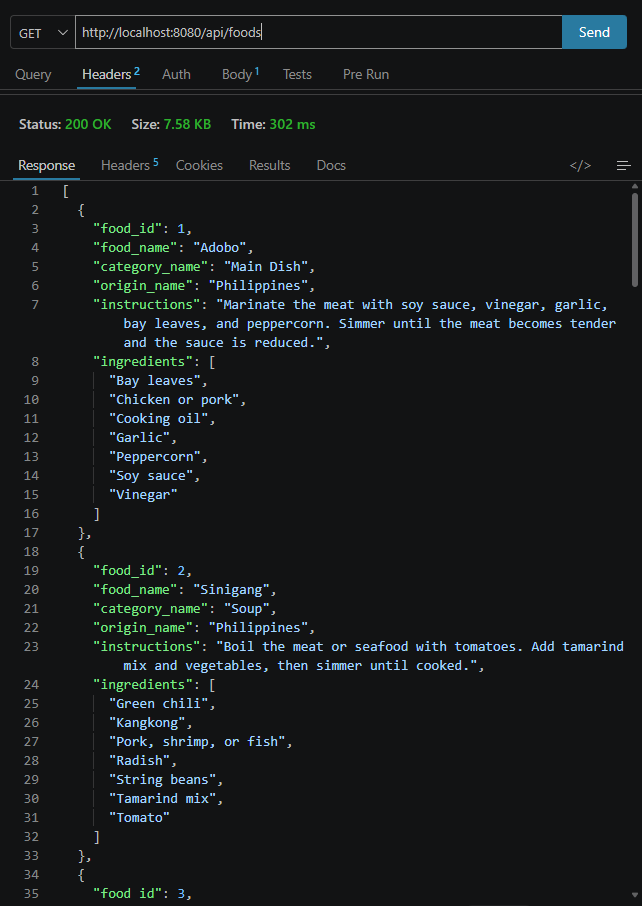 GET http://localhost:8080/api/foods Send
Query Headers 2 Auth Body 1 Tests Pre Run
Status: 200 OK Size: 7.58 KB Time: 302 ms
Response Headers 5 Cookies Results Docs </>
1 [
2 {
3 "food_id": 1,
4 "food_name": "Adobo",
5 "category_name": "Main Dish",
6 "origin_name": "Philippines",
7 "instructions": "Marinate the meat with soy sauce, vinegar, garlic,
bay leaves, and peppercorn. Simmer until the meat becomes tender
and the sauce is reduced.",
8 "ingredients": [
9 "Bay leaves",
10 "Chicken or pork",
11 "Cooking oil",
12 "Garlic",
13 "Peppercorn",
14 "Soy sauce",
15 "Vinegar"
16 ]
17 },
18 {
19 "food_id": 2,
20 "food_name": "Sinigang",
21 "category_name": "Soup",
22 "origin_name": "Philippines",
23 "instructions": "Boil the meat or seafood with tomatoes. Add tamarind
mix and vegetables, then simmer until cooked.",
24 "ingredients": [
25 "Green chili",
26 "Kangkong",
27 "Pork, shrimp, or fish",
28 "Radish",
29 "String beans",
30 "Tamarind mix",
31 "Tomato"
32 ]
33 },
34 {
35 "food_id": 3,